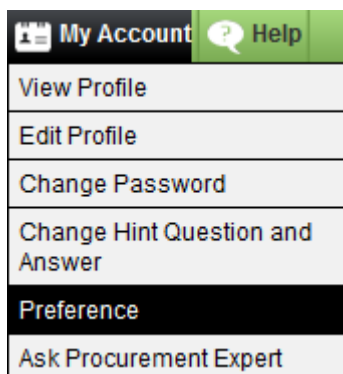 My Account Help
View Profile
Edit Profile
Change Password
Change Hint Question and
Answer
Preference
Ask Procurement Expert